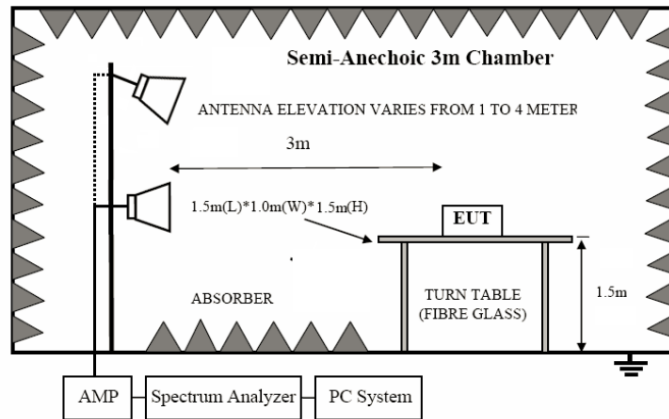 Semi-Anechoic 3m Chamber
ANTENNA ELEVATION VARIES FROM 1 TO 4 METER
3m
1.5m(L)*1.0m(W)*1.5m(H)
EUT
ABSORBER
TURN TABLE
(FIBRE GLASS)
1.5m
AMP
Spectrum Analyzer
PC System